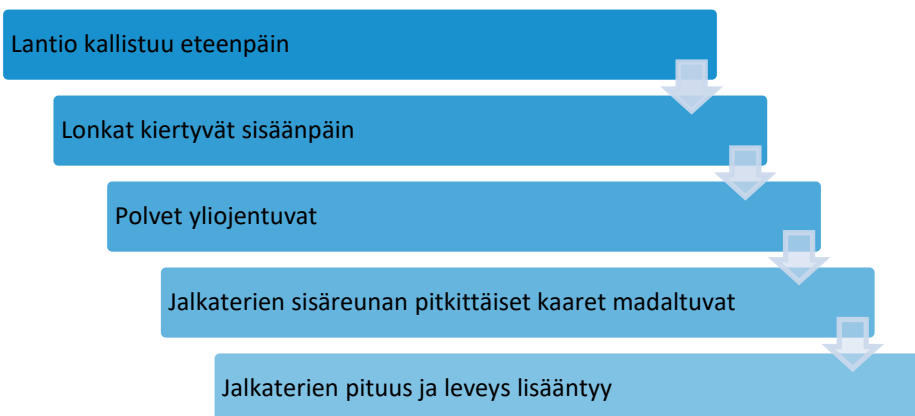 Lantio kallistuu eteenpäin
Lonkat kiertyvät sisäänpäin
Polvet yliojentuvat
Jalkaterien sisäreunan pitkittäiset kaaret madaltuvat
Jalkaterien pituus ja leveys lisääntyy